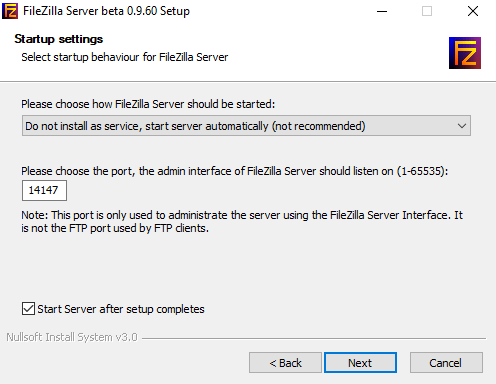 FileZilla Server beta 0.9.60 Setup
Startup settings
Select startup behaviour for FileZilla Server
FZ
Please choose how FileZilla Server should be started:
Do not install as service, start server automatically (not recommended)
Please choose the port, the admin interface of FileZilla Server should listen on (1-65535):
14147
Note: This port is only used to administrate the server using the FileZilla Server Interface. It
is not the FTP port used by FTP clients.
Start Server after setup completes
Nullsoft Install System v3.0
< Back
Next
Cancel